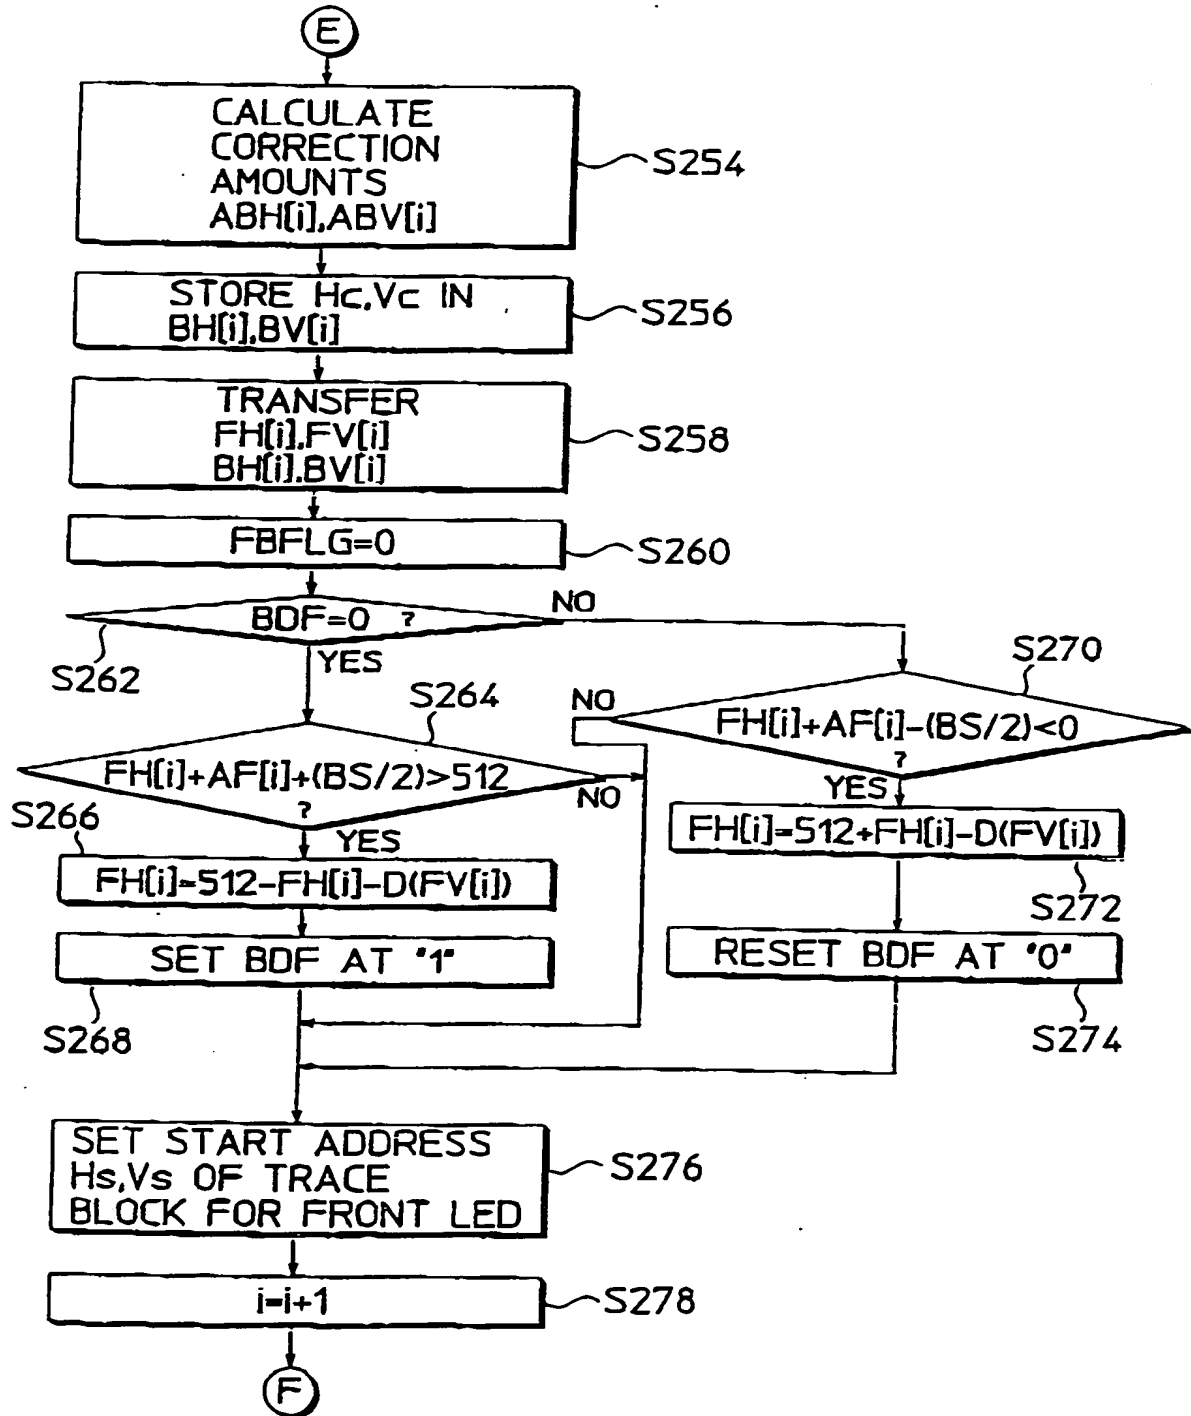 E
CALCULATE
CORRECTION
AMOUNTS
ABH[i],ABV[i]
S254
STORE Hc,Vc IN
BH[i],BV[i]
S256
TRANSFER
FH[i],FV[i]
BH[i],BV[i]
S258
FBFLG=0
S260
BDF=0 ?
NO
YES
S262
S270
FH[i]+AF[i]-(BS/2)<0
?
NO
YES
S264
FH[i]+AF[i]+(BS/2)>512
?
NO
YES
S266
FH[i]=512-FH[i]-D(FV[i])
FH[i]=512+FH[i]-D(FV[i])
S272
SET BDF AT "1"
S268
RESET BDF AT "0"
S274
SET START ADDRESS
Hs,Vs OF TRACE
BLOCK FOR FRONT LED
S276
i=i+1
S278
F